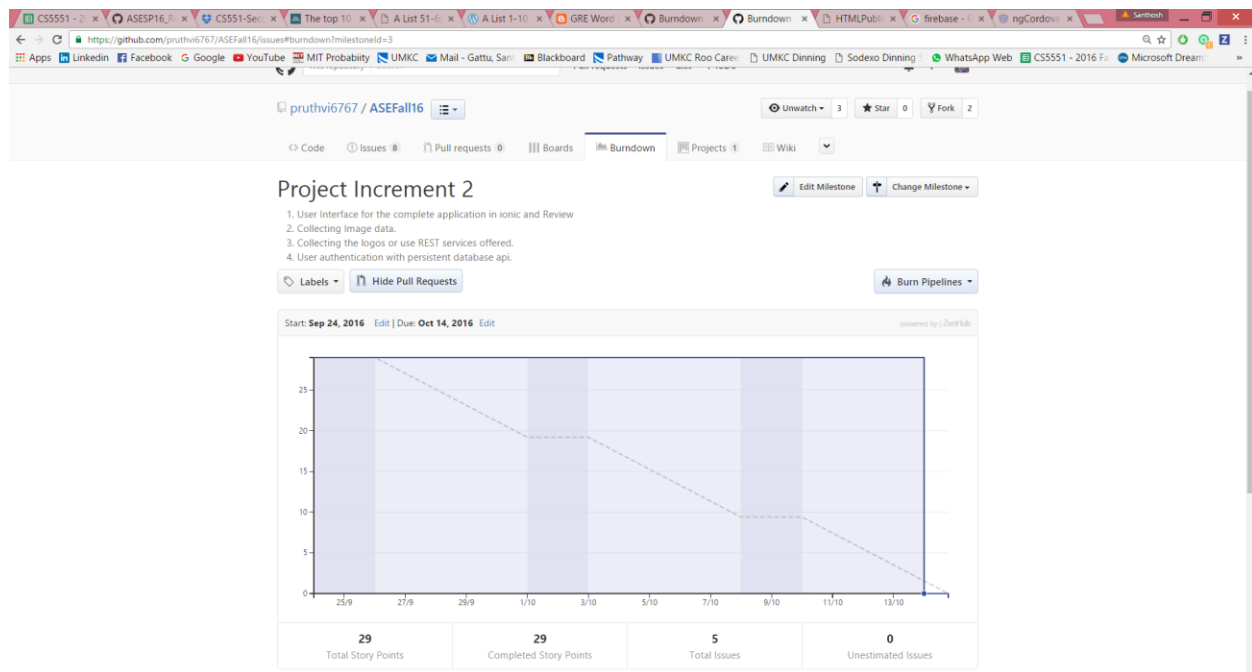 CS5551 - 2
ASESP16_R
CS551-Sec
The top 10
A List 51-6
A List 1-10
GRE Word
Burndown
Burndown
HTMLPubli
firebase - G
ngCordova
Santhosh
https://github.com/pruthvi6767/ASEFall16/issues#burndown?milestoneId=3
Apps Linkedin Facebook Google YouTube MIT Probabiity UMKC Mail - Gattu, San Blackboard Pathway UMKC Roo Caree UMKC Dinning Sodexo Dinning S WhatsApp Web CS5551 - 2016 Fa Microsoft Dream
pruthvi6767 / ASEFall16
Unwatch 3 Star 0 Fork 2
Code Issues 8 Pull requests 0 Boards Burndown Projects 1 Wiki
Project Increment 2
Edit Milestone Change Milestone
1. User Interface for the complete application in ionic and Review
2. Collecting Image data.
3. Collecting the logos or use REST services offered.
4. User authentication with persistent database api.
Labels Hide Pull Requests Burn Pipelines
Start: Sep 24, 2016 Edit | Due: Oct 14, 2016 Edit
powered by ZenHub
25
20
15
10
5
0
25/9 27/9 29/9 1/10 3/10 5/10 7/10 9/10 11/10 13/10
29 29 5 0
Total Story Points Completed Story Points Total Issues Unestimated Issues